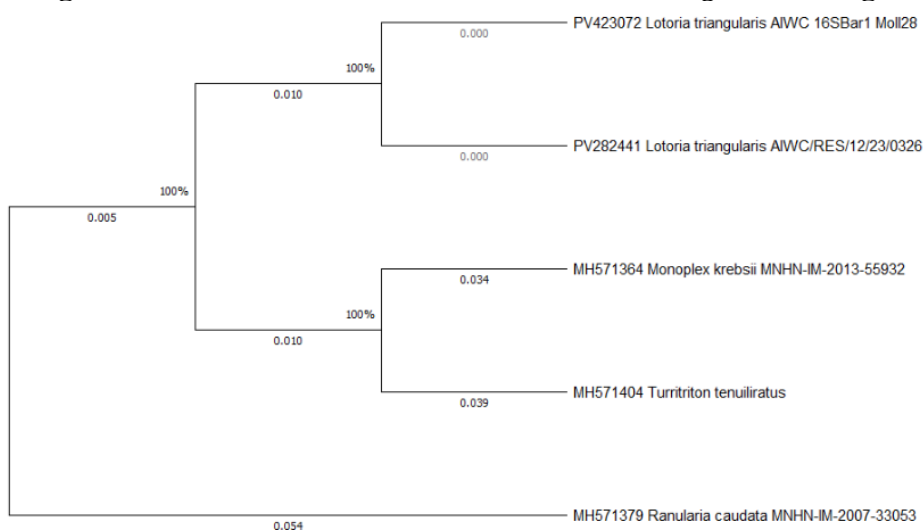 PV423072 Lotoria triangularis AIWC 16SBar1 Moll28
0.000
100%
0.010
PV282441 Lotoria triangularis AIWC/RES/12/23/0326
0.000
100%
0.005
MH571364 Monoplex krebsii MNHN-IM-2013-55932
0.034
100%
0.010
MH571404 Turritriton tenuiliratus
0.039
MH571379 Ranularia caudata MNHN-IM-2007-33053
0.054